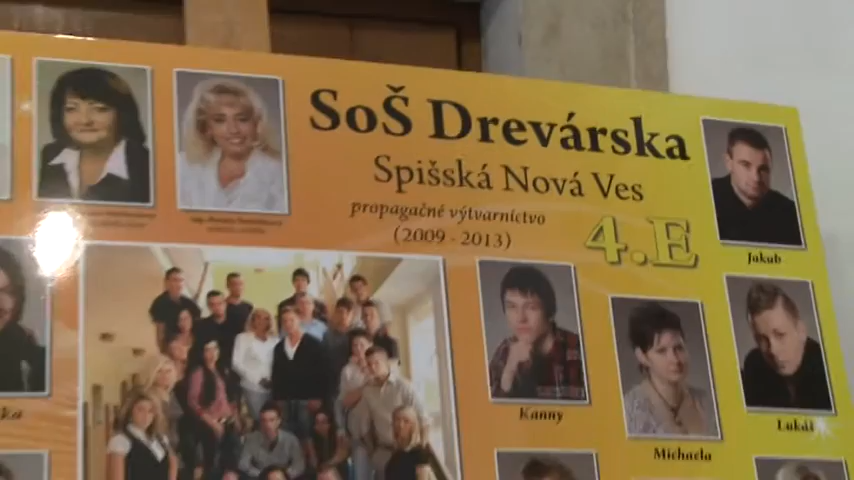 SoŠ Drevárska
Spišská Nová Ves
propagačné výtvarníctvo
(2009 - 2013)
4.E
Jakub
Kanny
Michaela
Lukáš